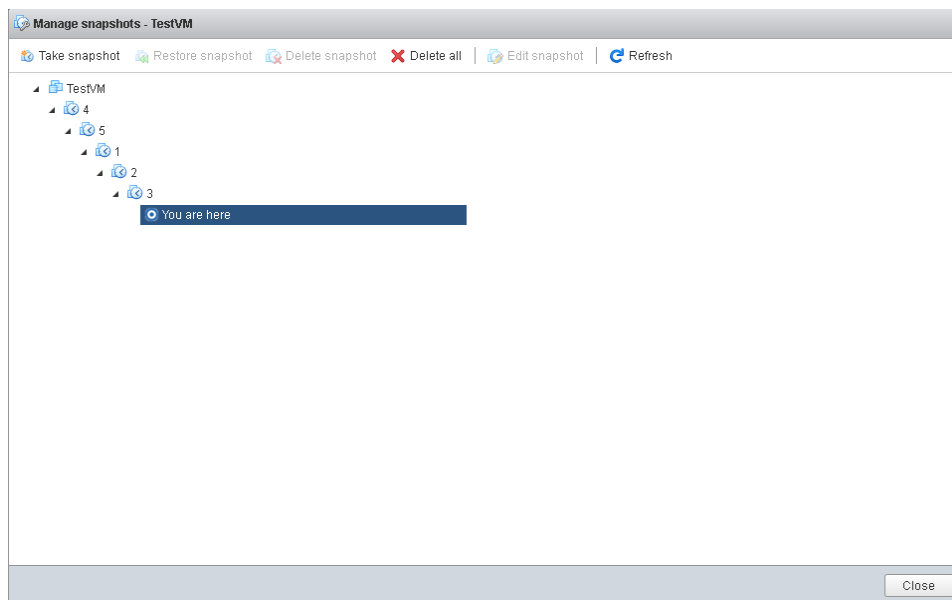 Manage snapshots - TestVM
Take snapshot Restore snapshot Delete snapshot Delete all Edit snapshot Refresh
TestVM
4
5
1
2
3
You are here
Close